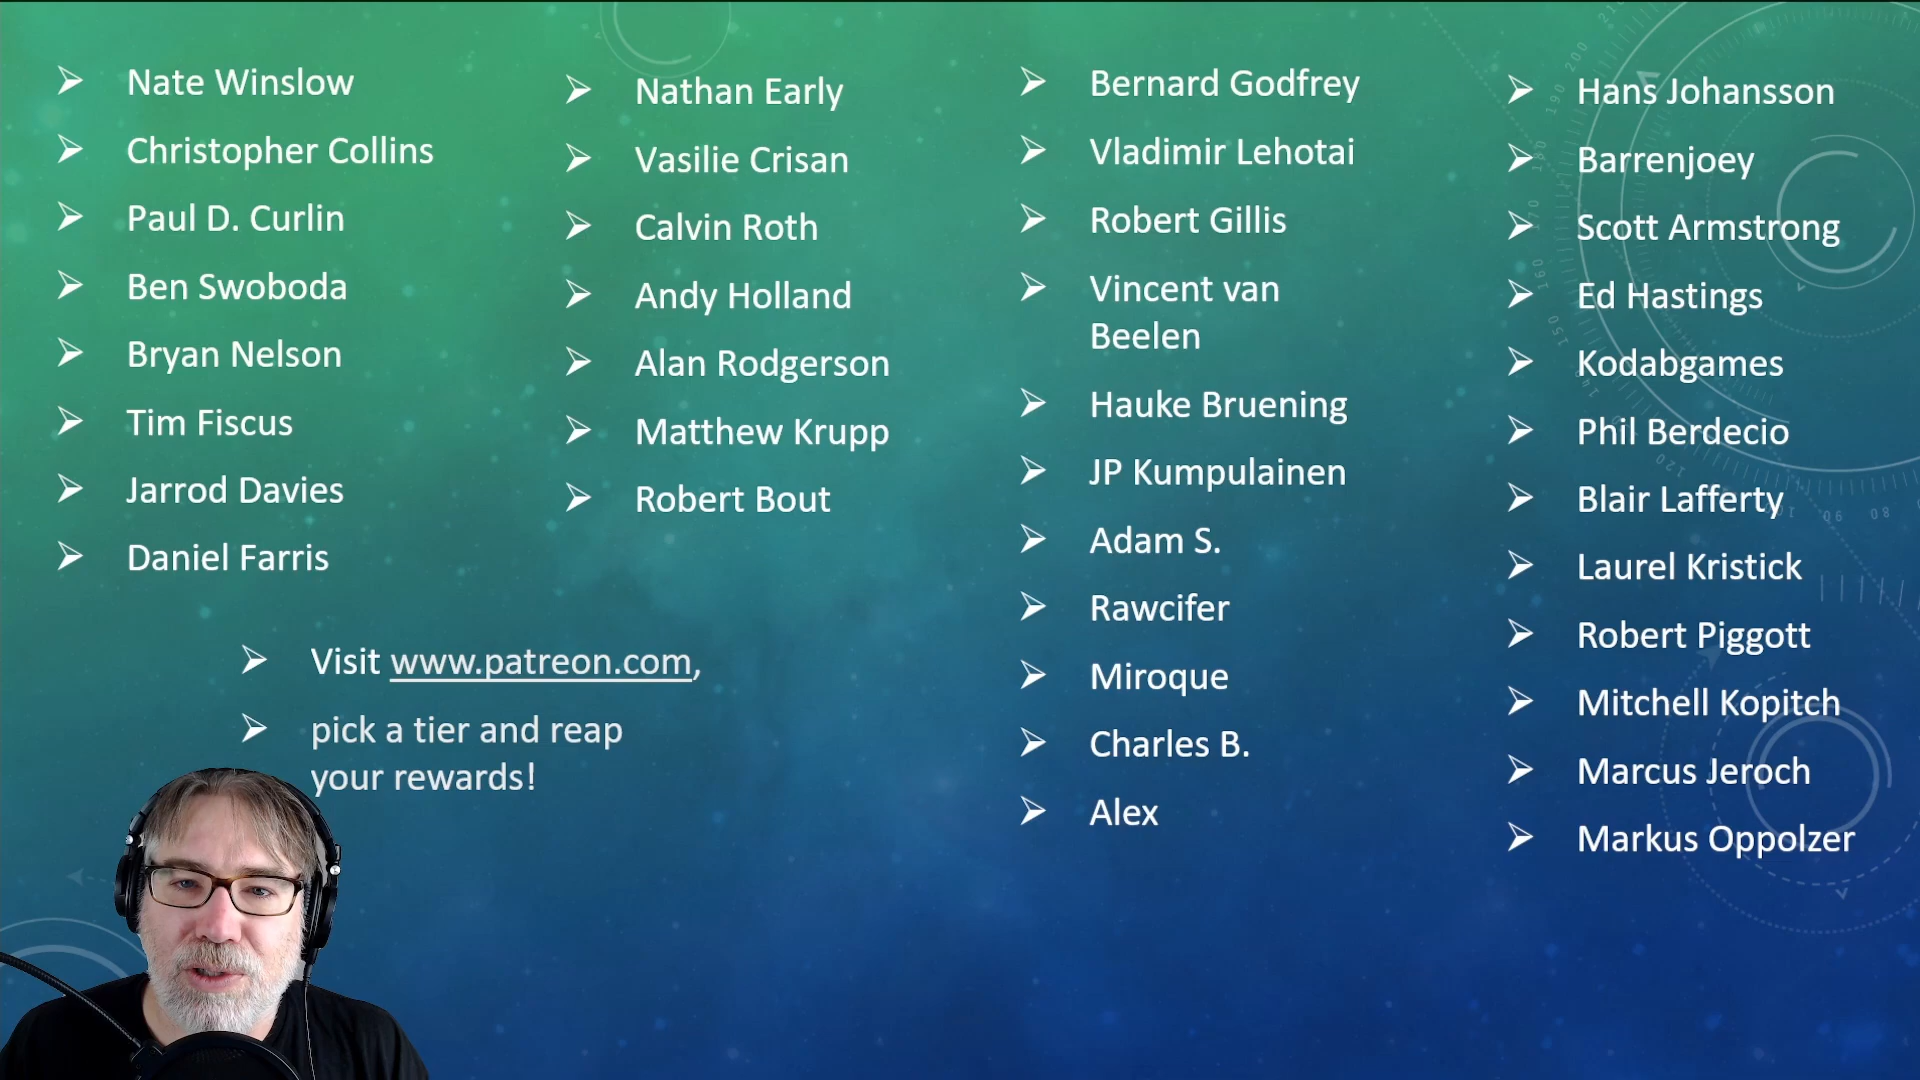 Nate Winslow
Christopher Collins
Paul D. Curlin
Ben Swoboda
Bryan Nelson
Tim Fiscus
Jarrod Davies
Daniel Farris
Nathan Early
Vasilie Crisan
Calvin Roth
Andy Holland
Alan Rodgerson
Matthew Krupp
Robert Bout
Visit www.patreon.com,
pick a tier and reap
your rewards!
Bernard Godfrey
Vladimir Lehotai
Robert Gillis
Vincent van
Beelen
Hauke Bruening
JP Kumpulainen
Adam S.
Rawcifer
Miroque
Charles B.
Alex
Hans Johansson
Barrenjoey
Scott Armstrong
Ed Hastings
Kodabgames
Phil Berdecio
Blair Lafferty
Laurel Kristick
Robert Piggott
Mitchell Kopitch
Marcus Jeroch
Markus Oppolzer